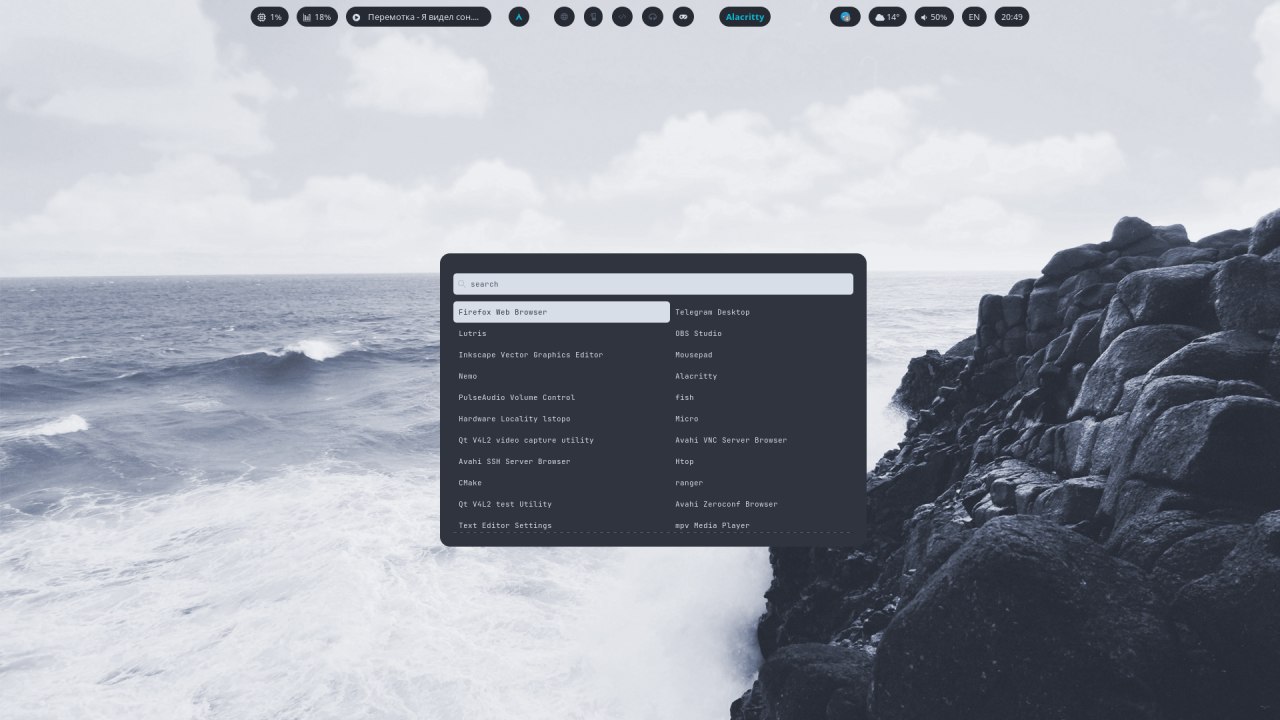 1%
18%
Перемотка - Я видел сон....
Alacritty
14°
50%
EN
20:49
search
Firefox Web Browser
Telegram Desktop
Lutris
OBS Studio
Inkscape Vector Graphics Editor
Mousepad
Nemo
Alacritty
PulseAudio Volume Control
fish
Hardware Locality lstopo
Micro
Qt V4L2 video capture utility
Avahi VNC Server Browser
Avahi SSH Server Browser
Htop
CMake
ranger
Qt V4L2 test Utility
Avahi Zeroconf Browser
Text Editor Settings
mpv Media Player